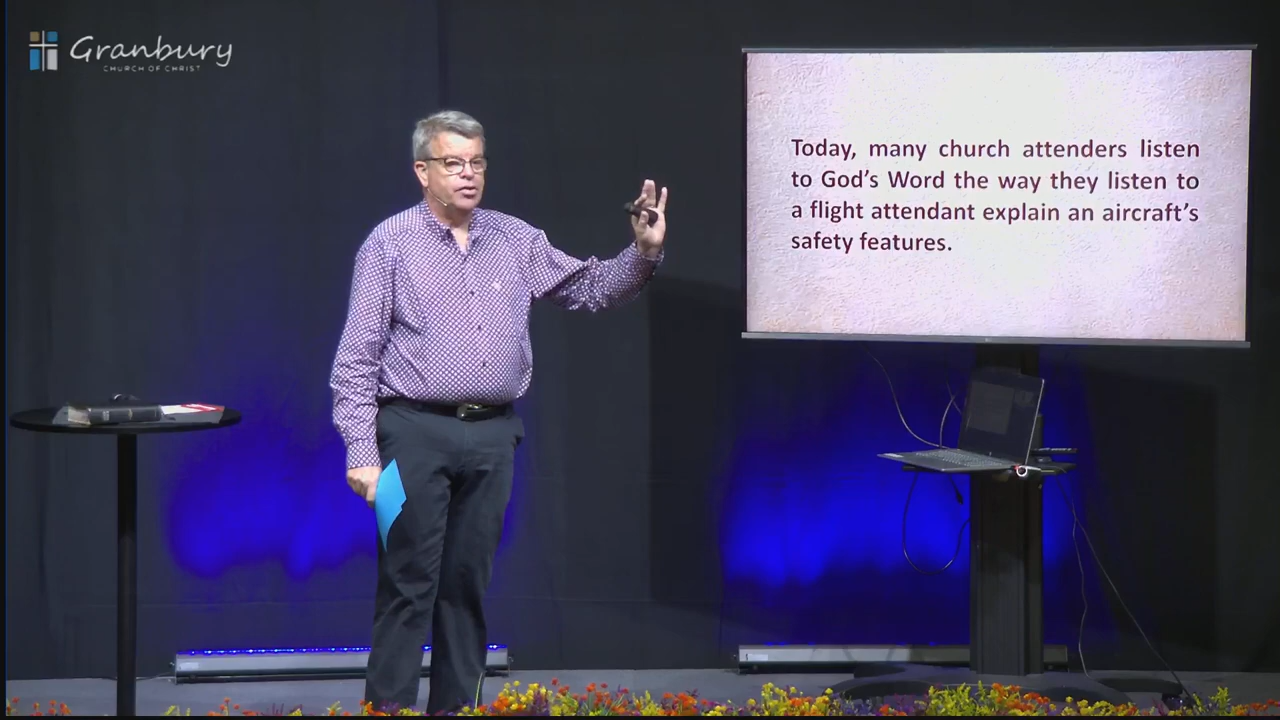 Granbury
CHURCH OF CHRIST
Today, many church attenders listen
to God's Word the way they listen to
a flight attendant explain an aircraft's
safety features.